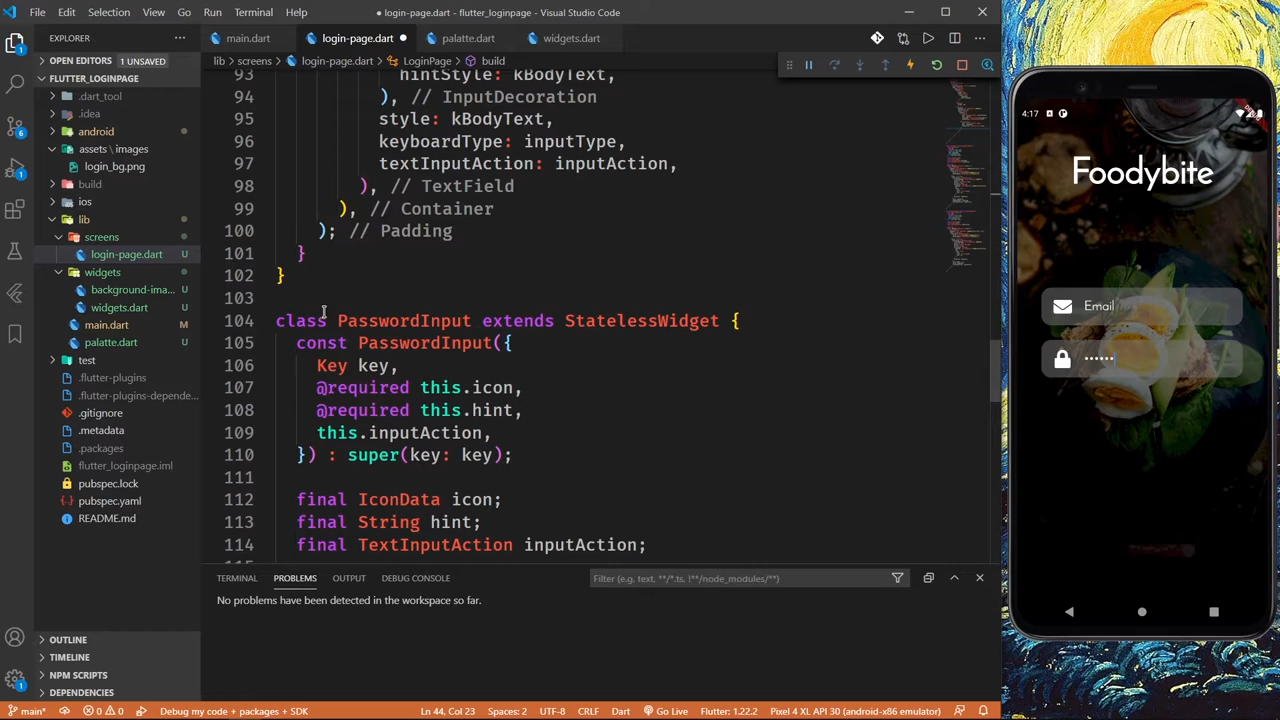 File Edit Selection View Go Run Terminal Help
● login-page.dart - flutter_loginpage - Visual Studio Code
EXPLORER
OPEN EDITORS 1 UNSAVED
FLUTTER_LOGINPAGE
.dart_tool
.idea
android
assets \ images
login_bg.png
build
ios
lib
screens
login-page.dart U
widgets
background-ima... U
widgets.dart U
main.dart M
palatte.dart U
test
.flutter-plugins
.flutter-plugins-depende...
.gitignore
.metadata
.packages
flutter_loginpage.iml
pubspec.lock
pubspec.yaml
README.md
OUTLINE
TIMELINE
NPM SCRIPTS
DEPENDENCIES
main.dart login-page.dart ● palatte.dart widgets.dart
lib > screens > login-page.dart > LoginPage > build
93 hintStyle: kBodyText,
94 ), // InputDecoration
95 style: kBodyText,
96 keyboardType: inputType,
97 textInputAction: inputAction,
98 ), // TextField
99 ), // Container
100 ); // Padding
101 }
102 }
103
104 class PasswordInput extends StatelessWidget {
105 const PasswordInput({
106 Key key,
107 @required this.icon,
108 @required this.hint,
109 this.inputAction,
110 }) : super(key: key);
111
112 final IconData icon;
113 final String hint;
114 final TextInputAction inputAction;
TERMINAL PROBLEMS OUTPUT DEBUG CONSOLE
Filter (e.g. text, **/*.ts, !**/node_modules/**)
No problems have been detected in the workspace so far.
main* 0 0 Debug my code + packages + SDK Ln 44, Col 23 Spaces: 2 UTF-8 CRLF Dart Go Live Flutter: 1.22.2 Pixel 4 XL API 30 (android-x86 emulator)
4:17
Foodybite
Email
••••••